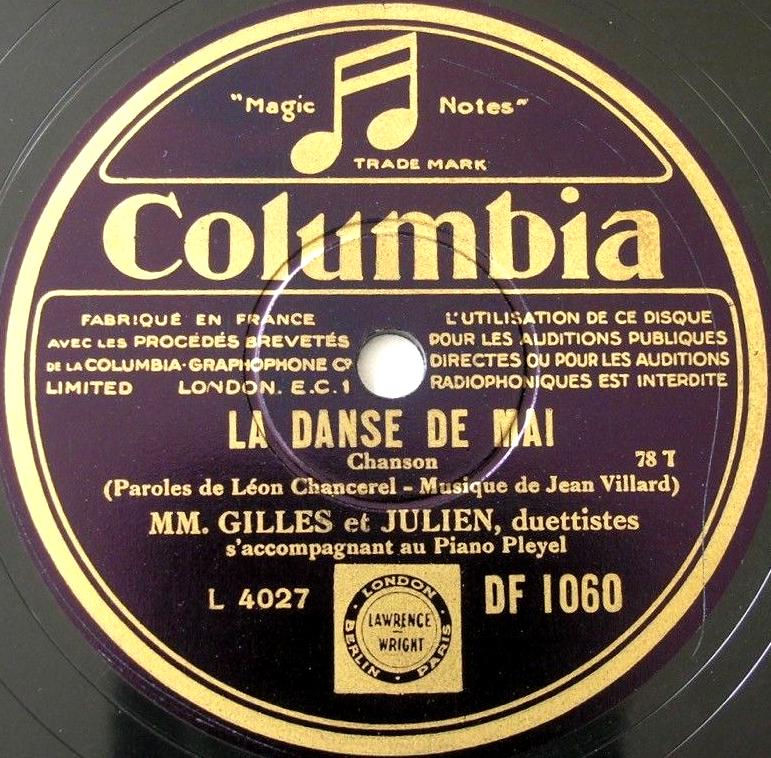 "Magic Notes"
TRADE MARK
Columbia
FABRIQUÉ EN FRANCE
AVEC LES PROCÉDÉS BREVETÉS
DE LA COLUMBIA-GRAPHOPHONE Cº
LIMITED LONDON. E.C.1
L'UTILISATION DE CE DISQUE
POUR LES AUDITIONS PUBLIQUES
DIRECTES OU POUR LES AUDITIONS
RADIOPHONIQUES EST INTERDITE
LA DANSE DE MAI
Chanson
78 T
(Paroles de Léon Chancerel - Musique de Jean Villard)
MM. GILLES et JULIEN, duettistes
s'accompagnant au Piano Pleyel
L 4027
LONDON
LAWRENCE
WRIGHT
BERLIN • PARIS
DF 1060